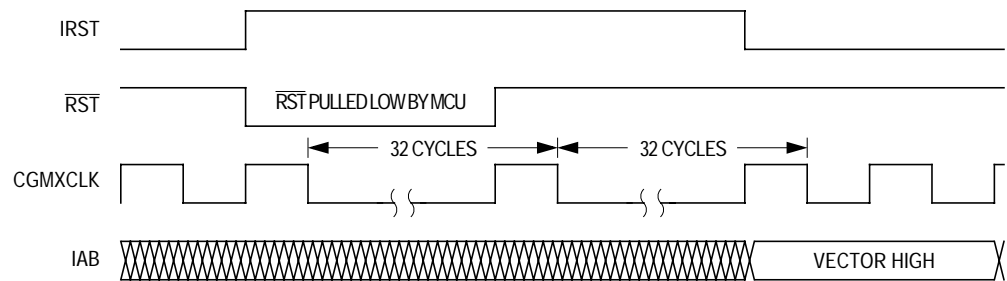 IRST
RST
RST PULLED LOW BY MCU
32 CYCLES
32 CYCLES
CGMXCLK
IAB
VECTOR HIGH